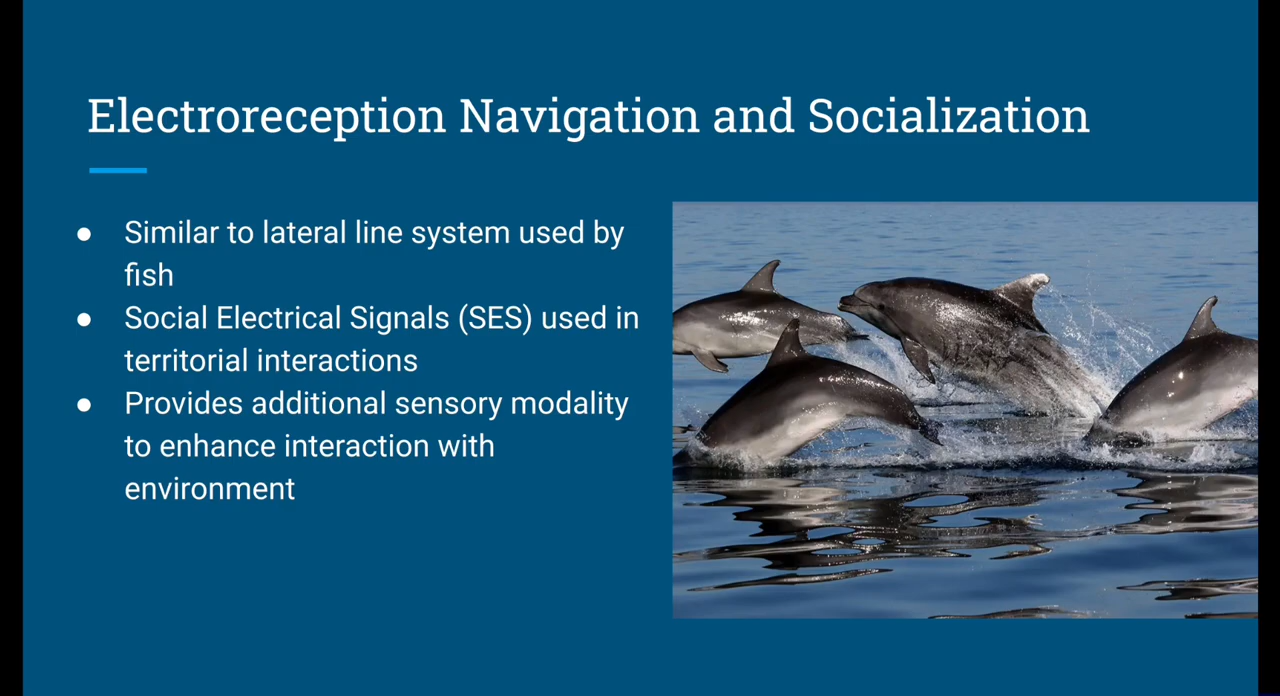 Electroreception Navigation and Socialization
● Similar to lateral line system used by
fish
● Social Electrical Signals (SES) used in
territorial interactions
● Provides additional sensory modality
to enhance interaction with
environment